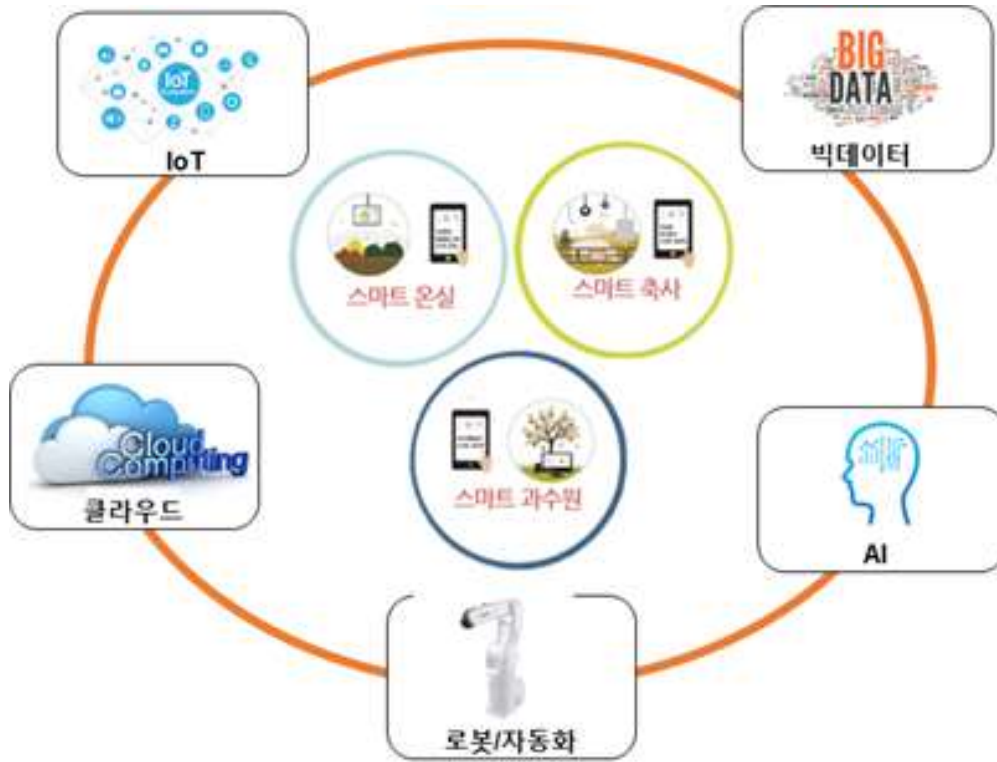 IoT
IoT
BIG
DATA
빅데이터
스마트 온실
스마트 축사
Cloud
Computing
클라우드
스마트 과수원
AI
로봇/자동화